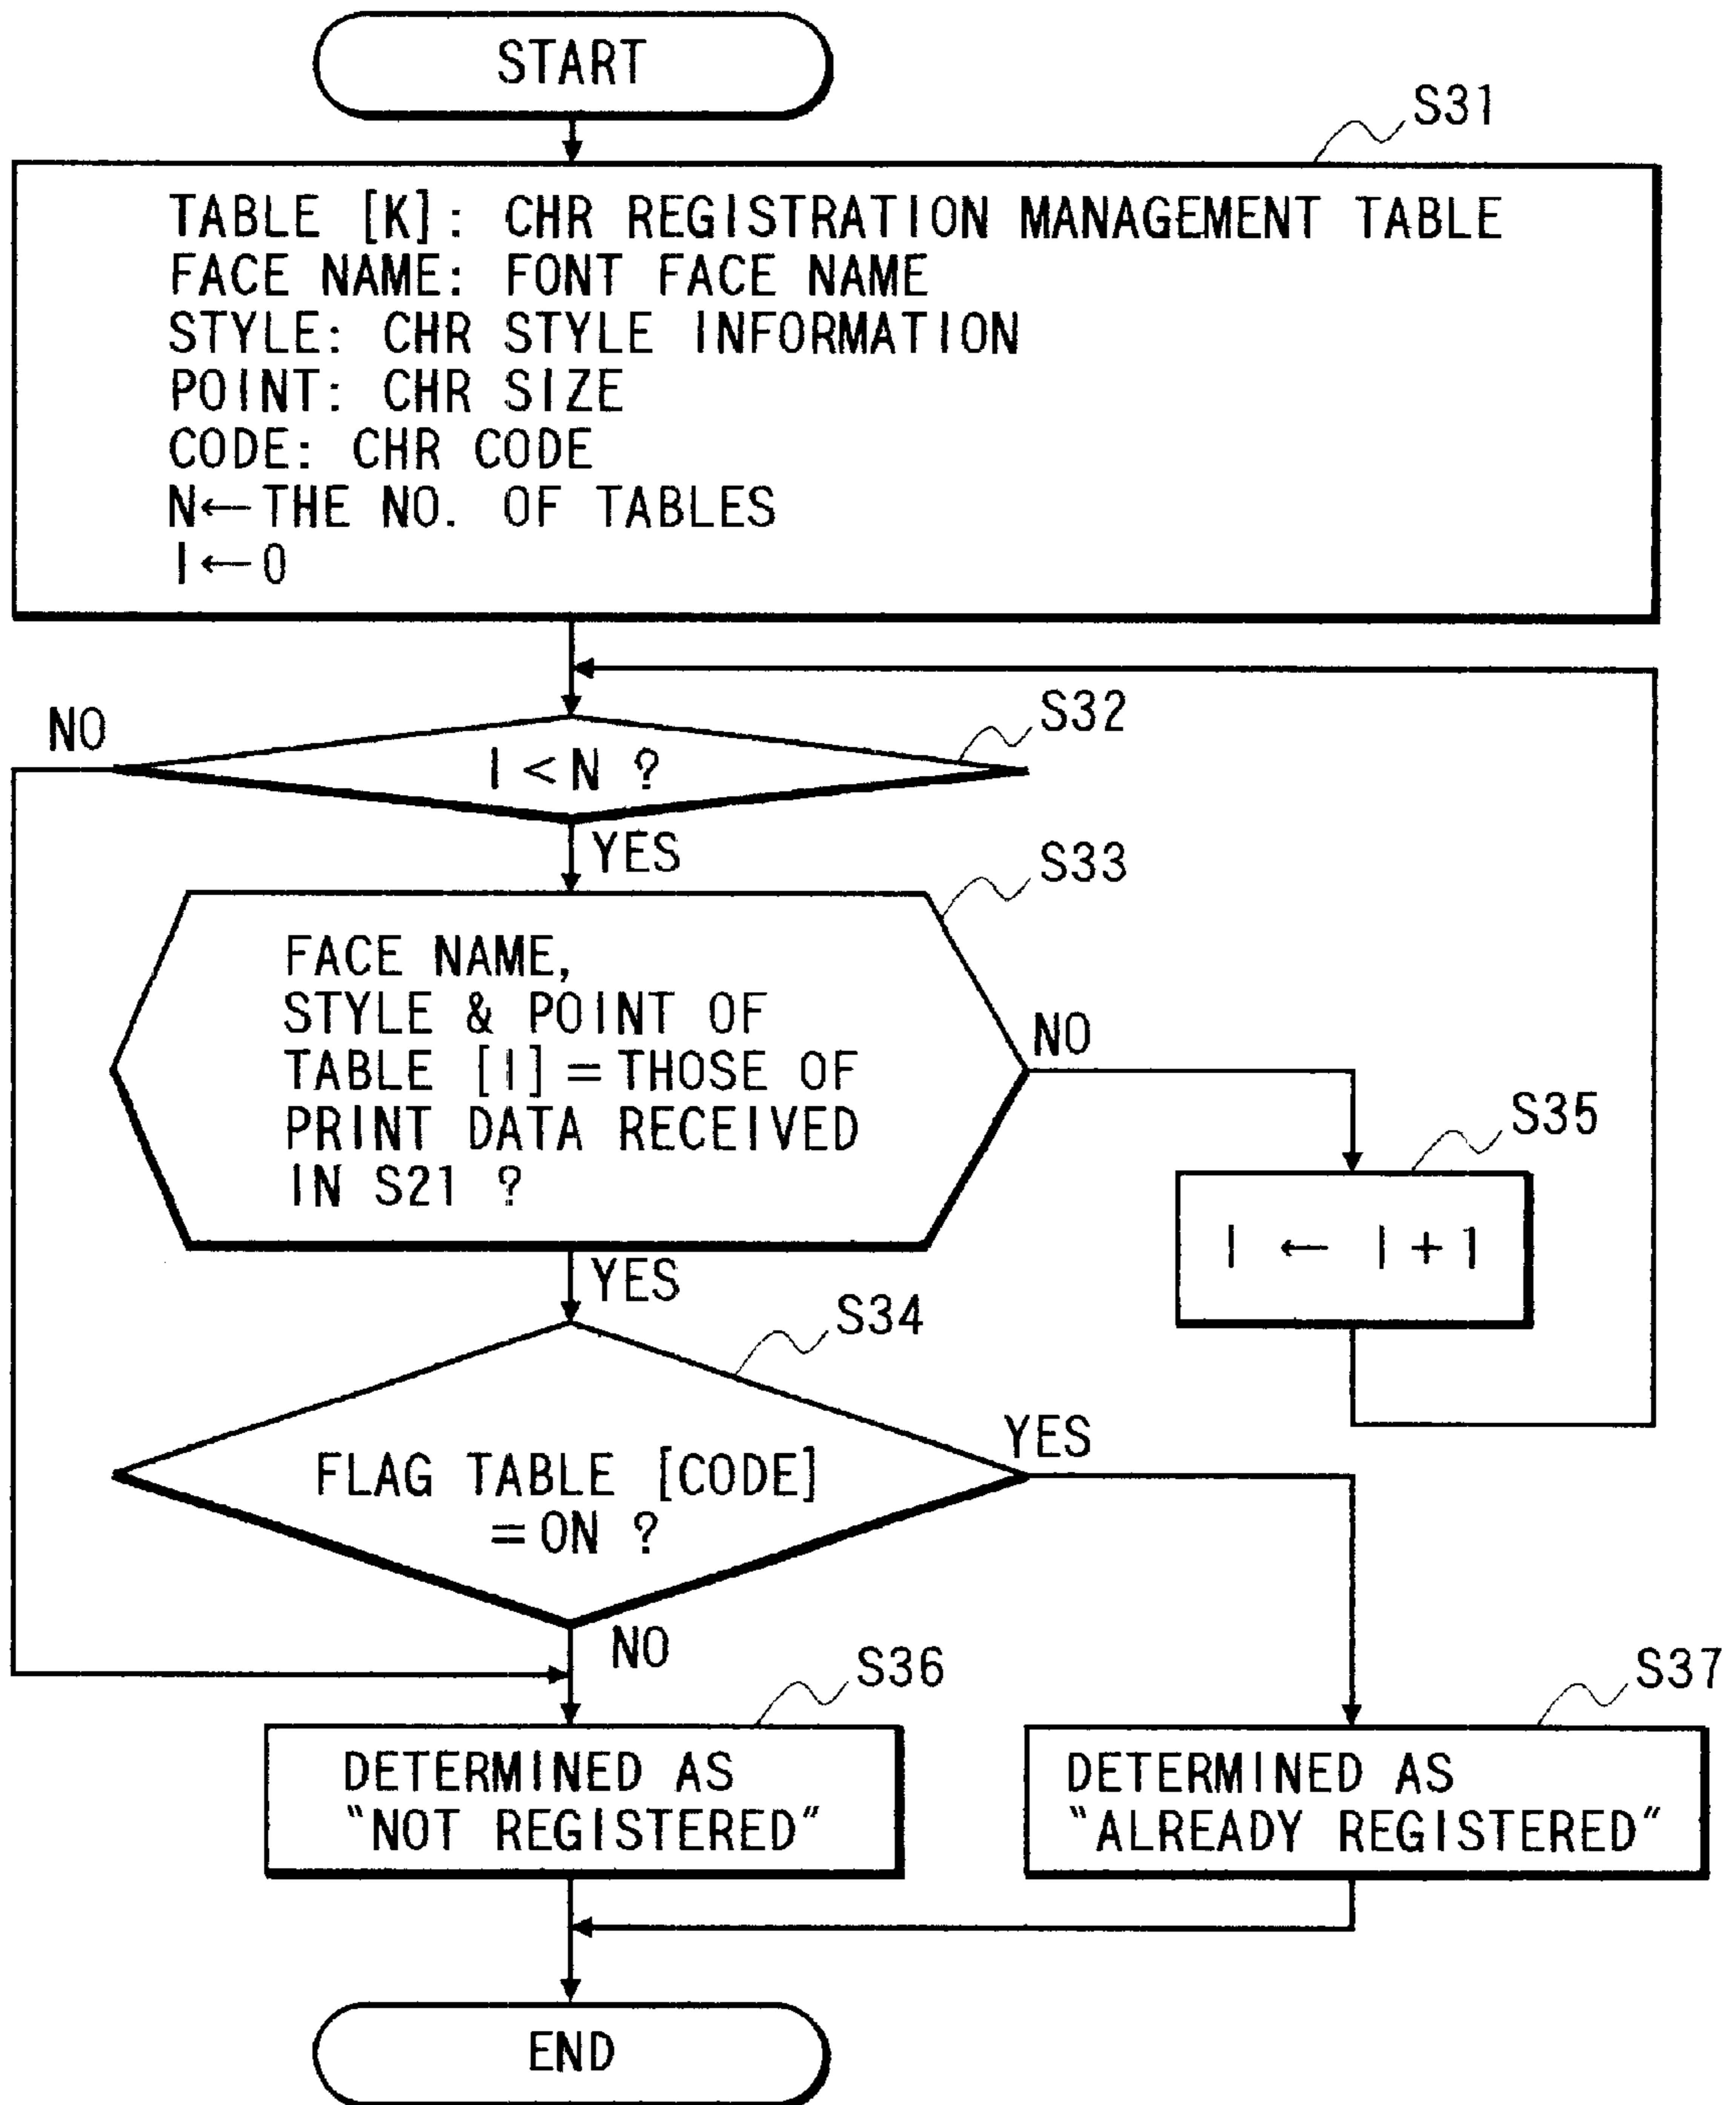 START
S31
TABLE [K]: CHR REGISTRATION MANAGEMENT TABLE
FACE NAME: FONT FACE NAME
STYLE: CHR STYLE INFORMATION
POINT: CHR SIZE
CODE: CHR CODE
N←THE NO. OF TABLES
I←0
S32
NO
I<N ?
YES
S33
FACE NAME,
STYLE & POINT OF
TABLE [I]=THOSE OF
PRINT DATA RECEIVED
IN S21 ?
NO
S35
I ← I+1
YES
S34
FLAG TABLE [CODE]
=ON ?
YES
NO
S36
DETERMINED AS
"NOT REGISTERED"
S37
DETERMINED AS
"ALREADY REGISTERED"
END